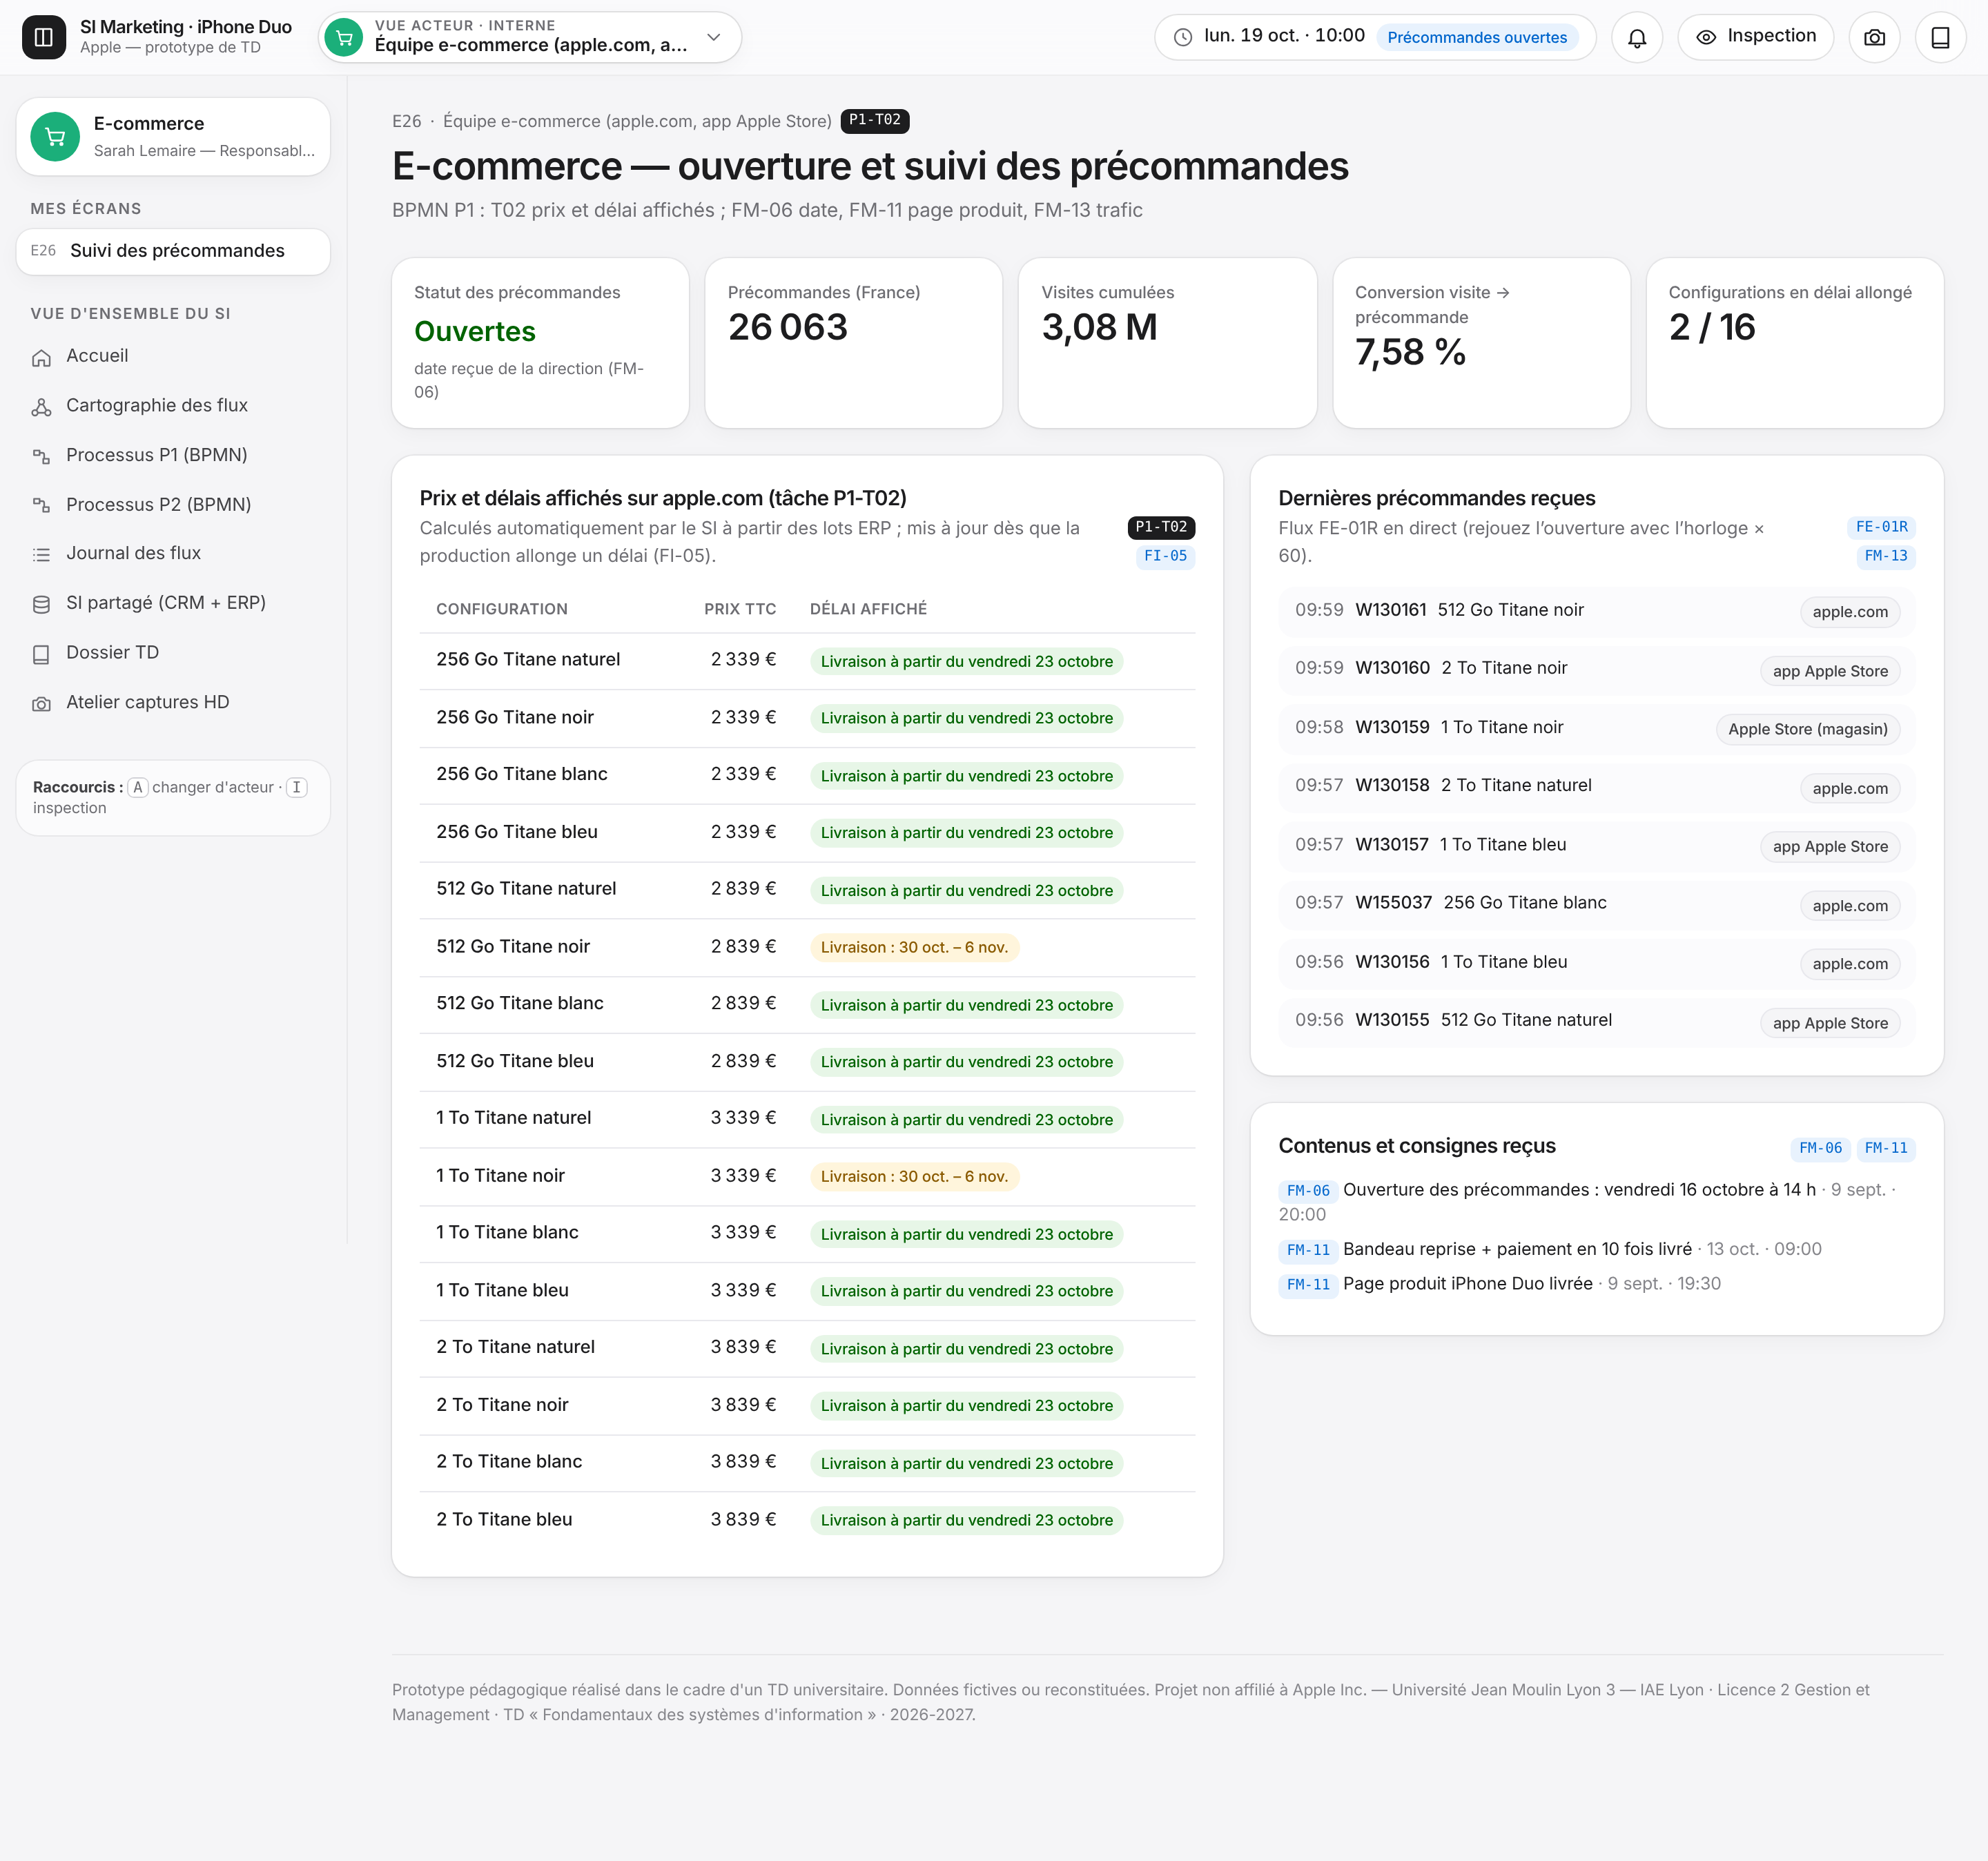 SI Marketing · iPhone Duo
Apple — prototype de TD
VUE ACTEUR · INTERNE
Équipe e-commerce (apple.com, a...
lun. 19 oct. · 10:00
Précommandes ouvertes
Inspection
E-commerce
Sarah Lemaire — Responsabl...
MES ÉCRANS
E26 Suivi des précommandes
VUE D'ENSEMBLE DU SI
Accueil
Cartographie des flux
Processus P1 (BPMN)
Processus P2 (BPMN)
Journal des flux
SI partagé (CRM + ERP)
Dossier TD
Atelier captures HD
Raccourcis : A changer d'acteur · I
inspection
E26 · Équipe e-commerce (apple.com, app Apple Store) P1-T02
E-commerce — ouverture et suivi des précommandes
BPMN P1 : T02 prix et délai affichés ; FM-06 date, FM-11 page produit, FM-13 trafic
Statut des précommandes
Ouvertes
date reçue de la direction (FM-
06)
Précommandes (France)
26 063
Visites cumulées
3,08 M
Conversion visite →
précommande
7,58 %
Configurations en délai allongé
2 / 16
Prix et délais affichés sur apple.com (tâche P1-T02)
Calculés automatiquement par le SI à partir des lots ERP ; mis à jour dès que la
production allonge un délai (FI-05).
P1-T02
FI-05
CONFIGURATION PRIX TTC DÉLAI AFFICHÉ
256 Go Titane naturel 2 339 € Livraison à partir du vendredi 23 octobre
256 Go Titane noir 2 339 € Livraison à partir du vendredi 23 octobre
256 Go Titane blanc 2 339 € Livraison à partir du vendredi 23 octobre
256 Go Titane bleu 2 339 € Livraison à partir du vendredi 23 octobre
512 Go Titane naturel 2 839 € Livraison à partir du vendredi 23 octobre
512 Go Titane noir 2 839 € Livraison : 30 oct. – 6 nov.
512 Go Titane blanc 2 839 € Livraison à partir du vendredi 23 octobre
512 Go Titane bleu 2 839 € Livraison à partir du vendredi 23 octobre
1 To Titane naturel 3 339 € Livraison à partir du vendredi 23 octobre
1 To Titane noir 3 339 € Livraison : 30 oct. – 6 nov.
1 To Titane blanc 3 339 € Livraison à partir du vendredi 23 octobre
1 To Titane bleu 3 339 € Livraison à partir du vendredi 23 octobre
2 To Titane naturel 3 839 € Livraison à partir du vendredi 23 octobre
2 To Titane noir 3 839 € Livraison à partir du vendredi 23 octobre
2 To Titane blanc 3 839 € Livraison à partir du vendredi 23 octobre
2 To Titane bleu 3 839 € Livraison à partir du vendredi 23 octobre
Dernières précommandes reçues
Flux FE-01R en direct (rejouez l’ouverture avec l’horloge ×
60).
FE-01R
FM-13
09:59 W130161 512 Go Titane noir apple.com
09:59 W130160 2 To Titane noir app Apple Store
09:58 W130159 1 To Titane noir Apple Store (magasin)
09:57 W130158 2 To Titane naturel apple.com
09:57 W130157 1 To Titane bleu app Apple Store
09:57 W155037 256 Go Titane blanc apple.com
09:56 W130156 1 To Titane bleu apple.com
09:56 W130155 512 Go Titane naturel app Apple Store
Contenus et consignes reçus FM-06 FM-11
FM-06 Ouverture des précommandes : vendredi 16 octobre à 14 h · 9 sept. ·
20:00
FM-11 Bandeau reprise + paiement en 10 fois livré · 13 oct. · 09:00
FM-11 Page produit iPhone Duo livrée · 9 sept. · 19:30
Prototype pédagogique réalisé dans le cadre d'un TD universitaire. Données fictives ou reconstituées. Projet non affilié à Apple Inc. — Université Jean Moulin Lyon 3 — IAE Lyon · Licence 2 Gestion et
Management · TD « Fondamentaux des systèmes d'information » · 2026-2027.